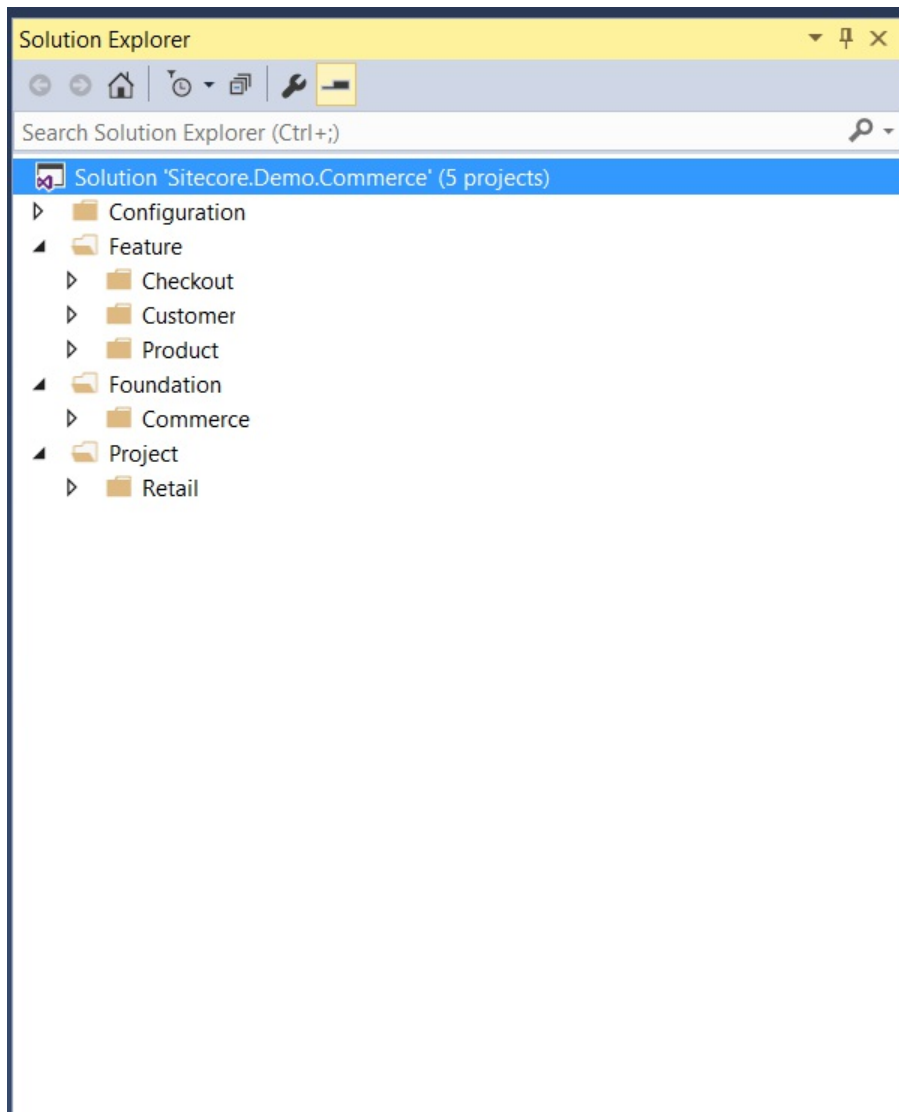 Solution Explorer
Search Solution Explorer (Ctrl+;)
Solution 'Sitecore.Demo.Commerce' (5 projects)
Configuration
Feature
Checkout
Customer
Product
Foundation
Commerce
Project
Retail